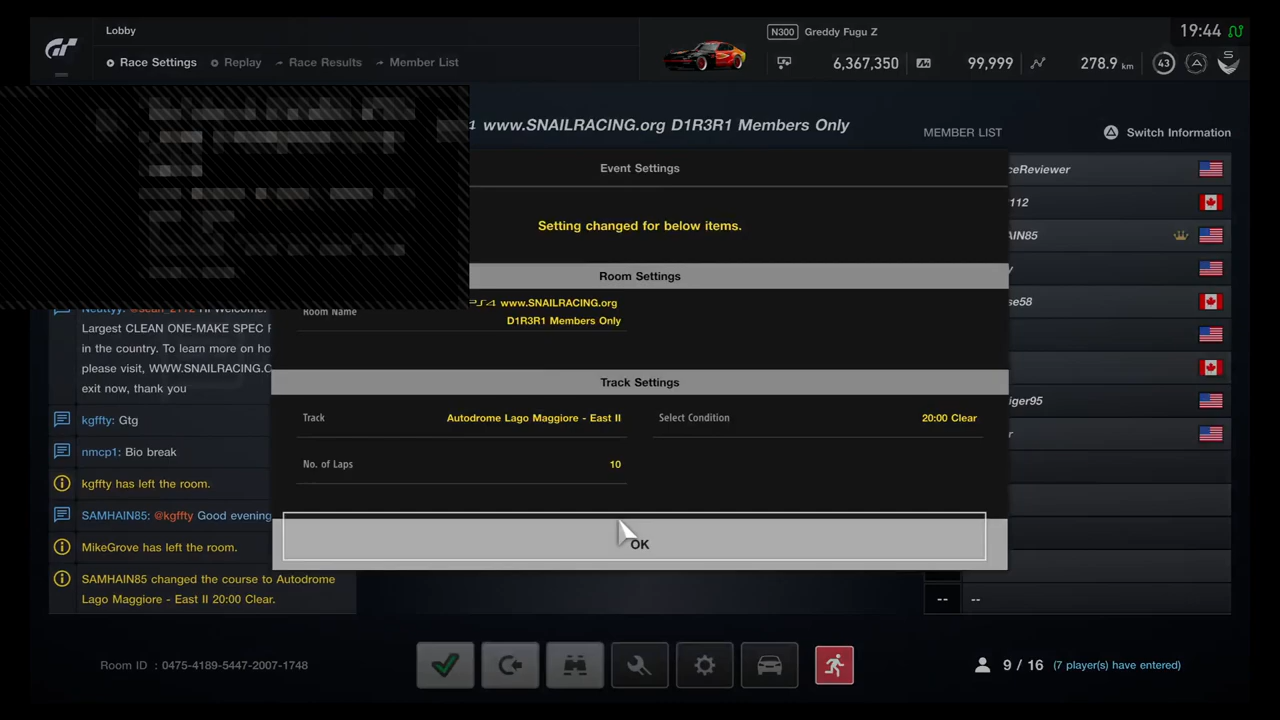 Lobby
N300 Greddy Fugu Z
19:44
Race Settings Replay Race Results Member List
6,367,350 99,999 278.9 km 43 A S
www.SNAILRACING.org D1R3R1 Members Only
MEMBER LIST
Switch Information
Event Settings
Setting changed for below items.
Room Settings
Room Name
PS4 www.SNAILRACING.org
D1R3R1 Members Only
Track Settings
Track Autodrome Lago Maggiore - East II
Select Condition 20:00 Clear
No. of Laps 10
OK
Largest CLEAN ONE-MAKE SPEC
in the country. To learn more on
please visit, WWW.SNAILRACING.
exit now, thank you
kgffty: Gtg
nmcp1: Bio break
kgffty has left the room.
SAMHAIN85: @kgffty Good evening
MikeGrove has left the room.
SAMHAIN85 changed the course to Autodrome
Lago Maggiore - East II 20:00 Clear.
ceReviewer
112
AIN85
y
se58
iger95
r
-- --
Room ID : 0475-4189-5447-2007-1748
9 / 16 (7 player(s) have entered)